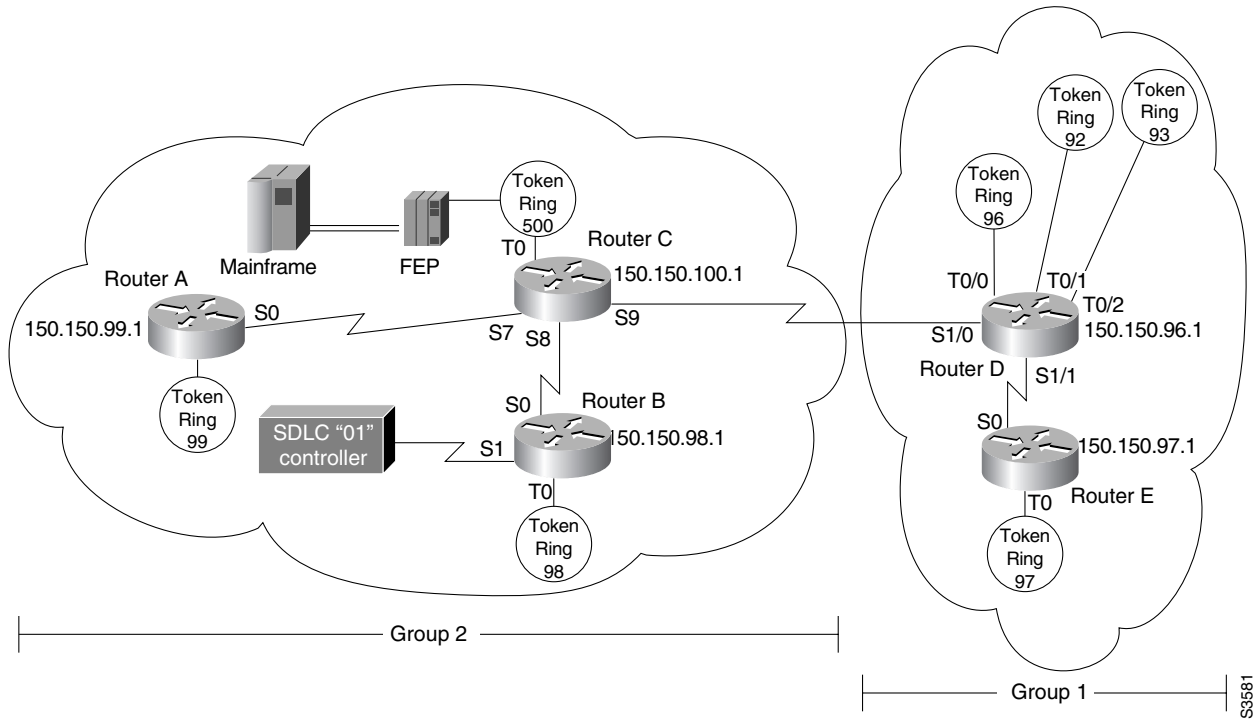 Token
Ring
92
Token
Ring
93
Token
Ring
96
Token
Ring
500
Mainframe
FEP
T0
Router C
150.150.100.1
Router A
S0
150.150.99.1
S7
S8
S9
T0/0
T0/1
T0/2
S1/0
150.150.96.1
Router D
S1/1
Token
Ring
99
SDLC "01"
controller
S1
S0
Router B
150.150.98.1
T0
Token
Ring
98
S0
150.150.97.1
Router E
T0
Token
Ring
97
Group 2
Group 1
S3581